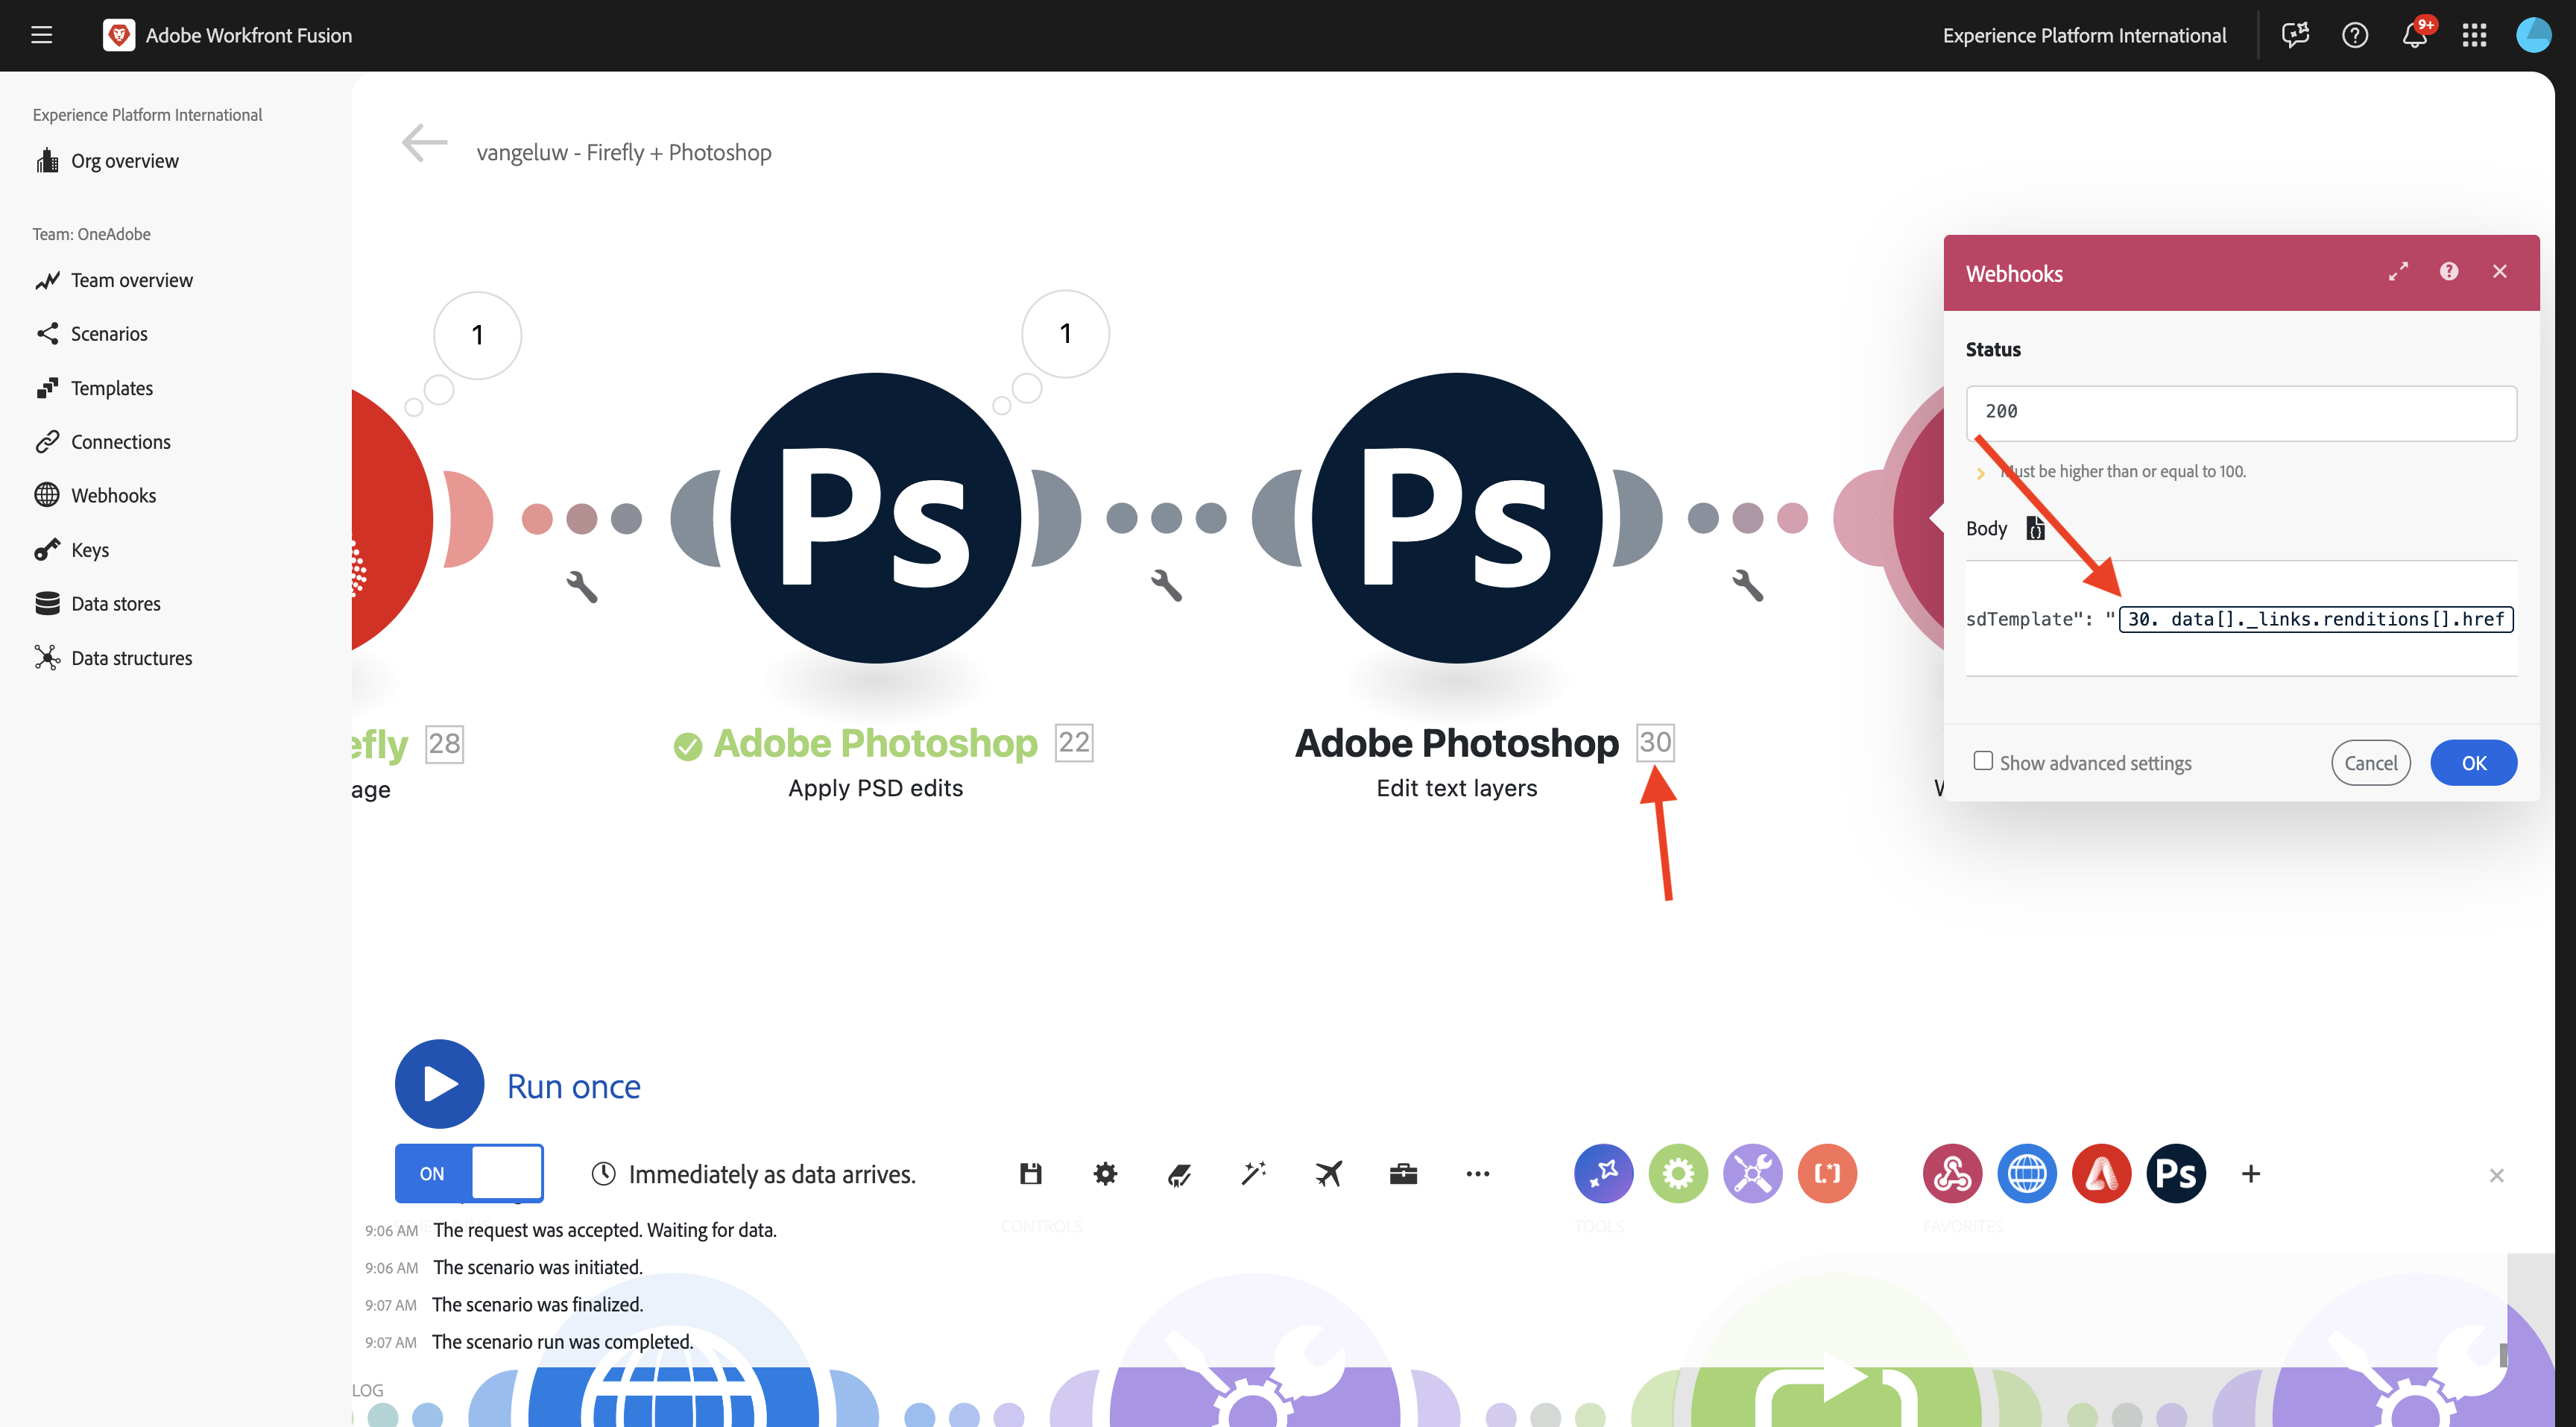 Adobe Workfront Fusion
Experience Platform International
9+
Experience Platform International
Org overview
Team: OneAdobe
Team overview
Scenarios
Templates
Connections
Webhooks
Keys
Data stores
Data structures
vangeluw - Firefly + Photoshop
1
1
Ps
Ps
efly 28
age
Adobe Photoshop 22
Apply PSD edits
Adobe Photoshop 30
Edit text layers
Webhooks
Status
200
Must be higher than or equal to 100.
Body
sdTemplate": "30. data[]._links.renditions[].href
Show advanced settings
Cancel
OK
Run once
ON
Immediately as data arrives.
Ps
CONTROLS
TOOLS
FAVORITES
9:06 AM The request was accepted. Waiting for data.
9:06 AM The scenario was initiated.
9:07 AM The scenario was finalized.
9:07 AM The scenario run was completed.
LOG